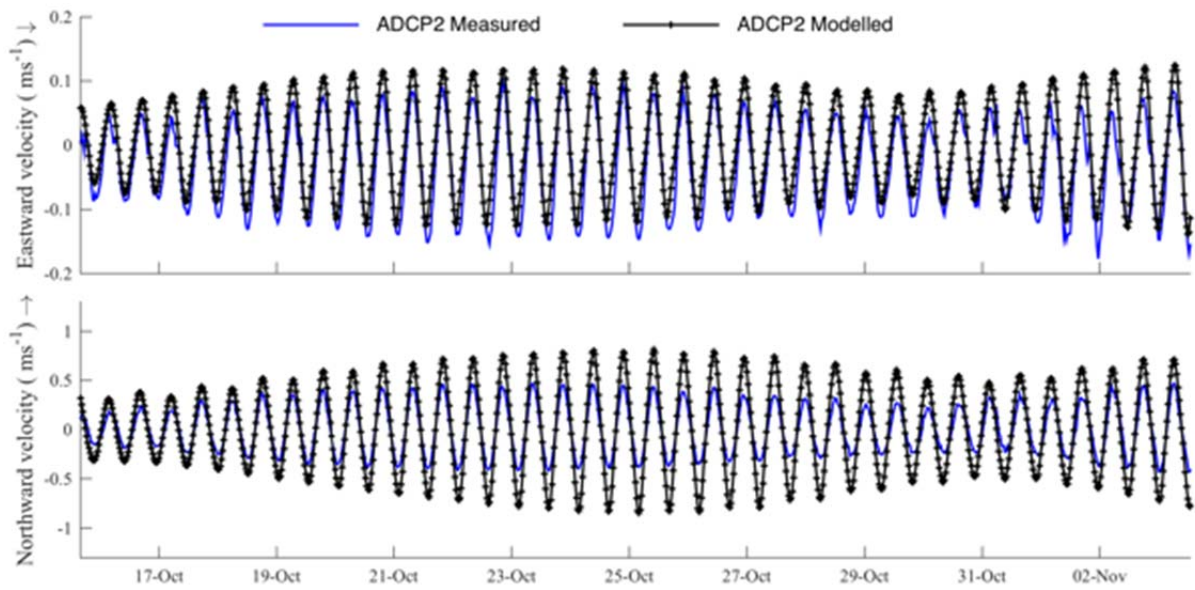 ADCP2 Measured
ADCP2 Modelled
Eastward velocity ( ms-1) ↓
0.2
0.1
0
-0.1
-0.2
Northward velocity ( ms-1) →
1
0.5
0
-0.5
-1
17-Oct
19-Oct
21-Oct
23-Oct
25-Oct
27-Oct
29-Oct
31-Oct
02-Nov